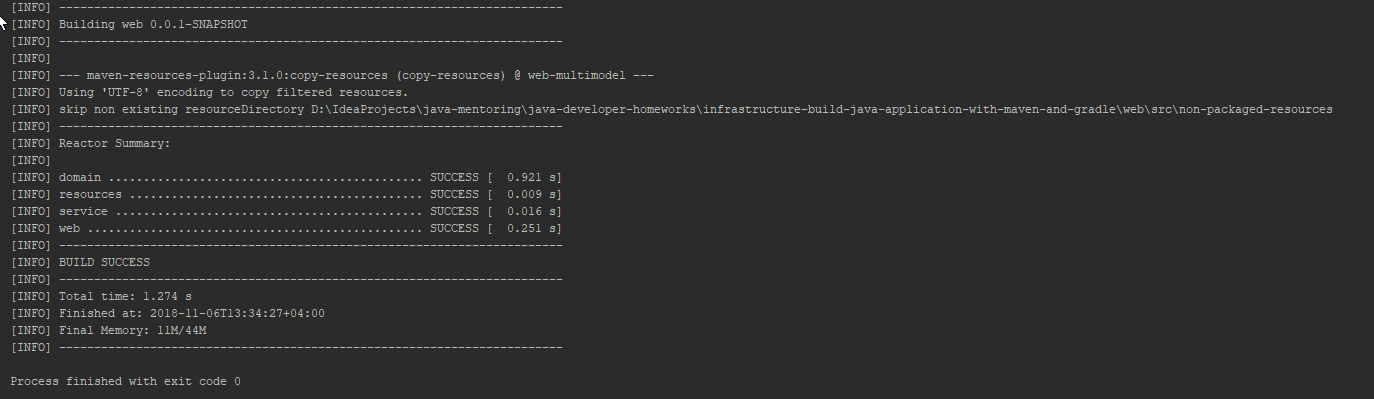 [INFO] ------------------------------------------------------------------------
[INFO] Building web 0.0.1-SNAPSHOT
[INFO] ------------------------------------------------------------------------
[INFO]
[INFO] --- maven-resources-plugin:3.1.0:copy-resources (copy-resources) @ web-multimodel ---
[INFO] Using 'UTF-8' encoding to copy filtered resources.
[INFO] skip non existing resourceDirectory D:\IdeaProjects\java-mentoring\java-developer-homeworks\infrastructure-build-java-application-with-maven-and-gradle\web\src\non-packaged-resources
[INFO] ------------------------------------------------------------------------
[INFO] Reactor Summary:
[INFO]
[INFO] domain ............................................. SUCCESS [  0.921 s]
[INFO] resources .......................................... SUCCESS [  0.009 s]
[INFO] service ............................................ SUCCESS [  0.016 s]
[INFO] web ................................................ SUCCESS [  0.251 s]
[INFO] ------------------------------------------------------------------------
[INFO] BUILD SUCCESS
[INFO] ------------------------------------------------------------------------
[INFO] Total time: 1.274 s
[INFO] Finished at: 2018-11-06T13:34:27+04:00
[INFO] Final Memory: 11M/44M
[INFO] ------------------------------------------------------------------------
Process finished with exit code 0